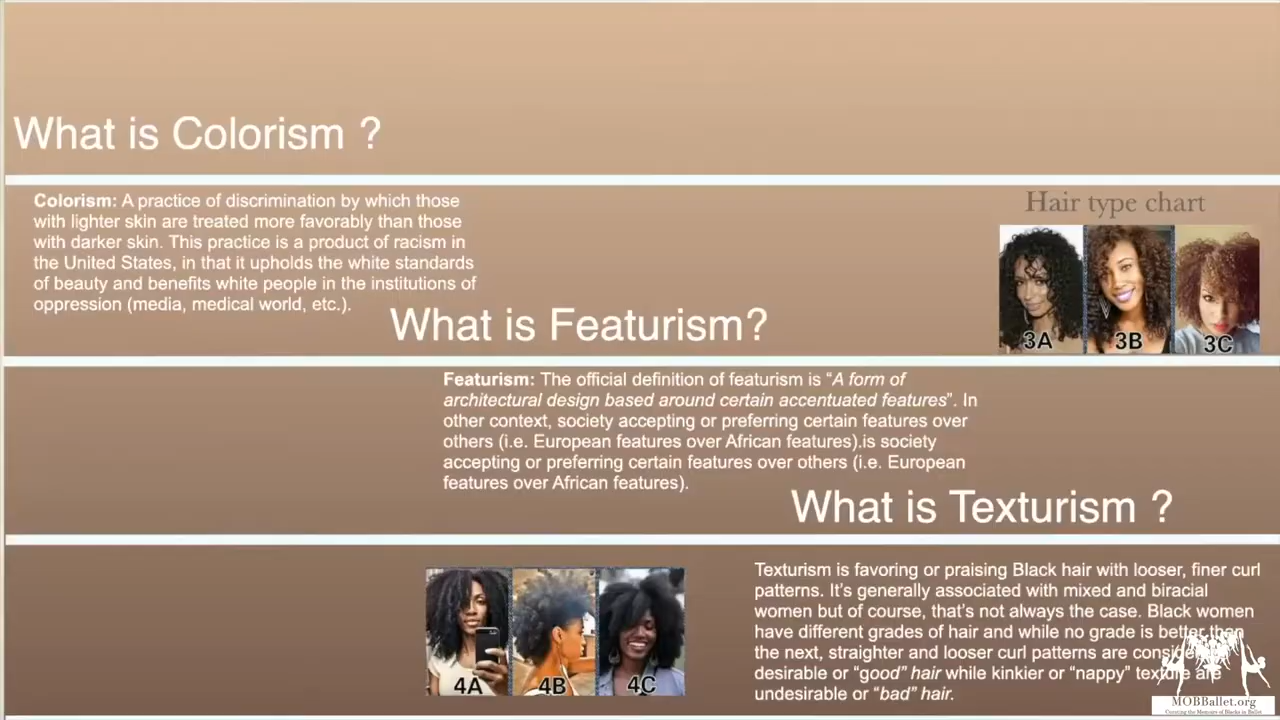 What is Colorism ?
Colorism: A practice of discrimination by which those
with lighter skin are treated more favorably than those
with darker skin. This practice is a product of racism in
the United States, in that it upholds the white standards
of beauty and benefits white people in the institutions of
oppression (media, medical world, etc.).
Hair type chart
3A 3B 3C
What is Featurism?
Featurism: The official definition of featurism is “A form of
architectural design based around certain accentuated features”. In
other context, society accepting or preferring certain features over
others (i.e. European features over African features).is society
accepting or preferring certain features over others (i.e. European
features over African features).
What is Texturism ?
4A 4B 4C
Texturism is favoring or praising Black hair with looser, finer curl
patterns. It’s generally associated with mixed and biracial
women but of course, that’s not always the case. Black women
have different grades of hair and while no grade is better than
the next, straighter and looser curl patterns are
desirable or “good” hair while kinkier or “nappy” texture are
undesirable or “bad” hair.
MOBBallet.org
Curating the Memoirs of Blacks in Ballet